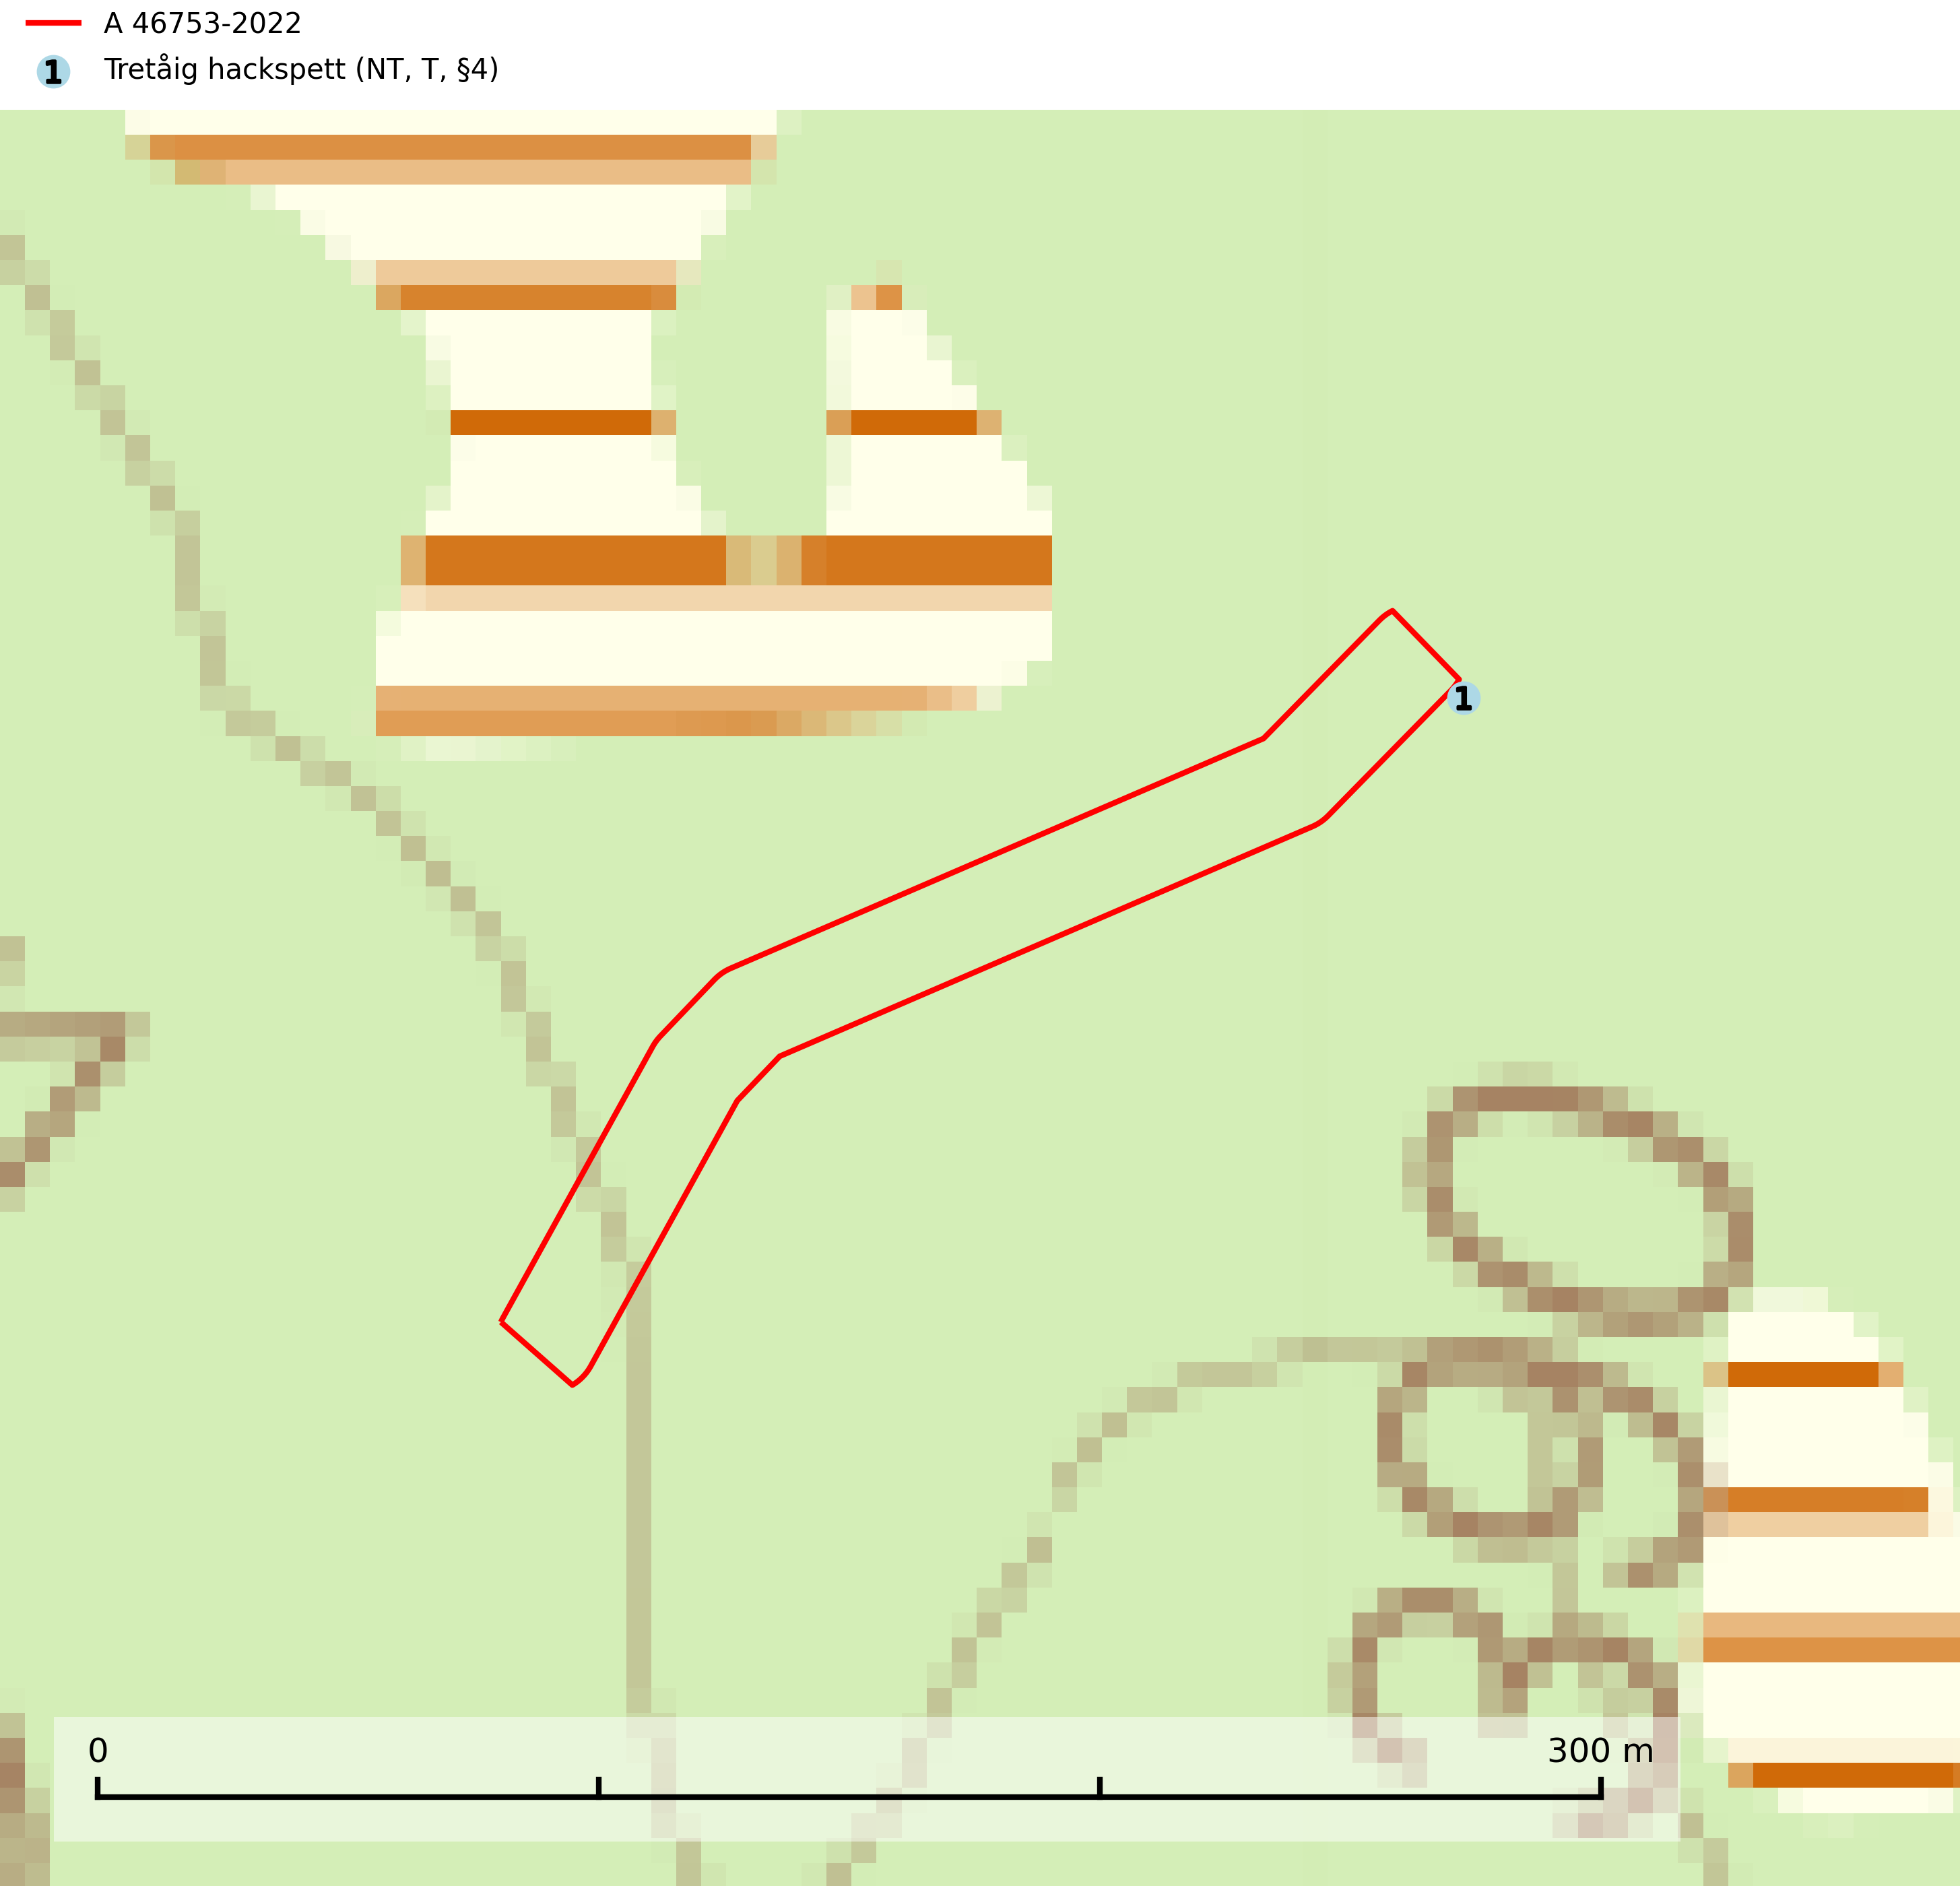 A 46753-2022
1 Tretåig hackspett (NT, T, §4)
1
0 300 m